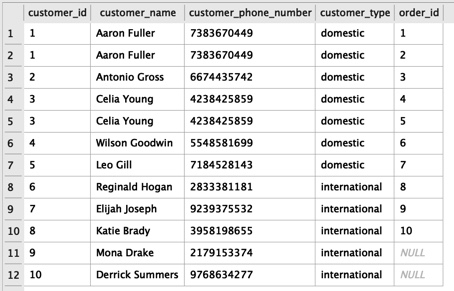 customer_id customer_name customer_phone_number customer_type order_id
1 1 Aaron Fuller 7383670449 domestic 1
2 1 Aaron Fuller 7383670449 domestic 2
3 2 Antonio Gross 6674435742 domestic 3
4 3 Celia Young 4238425859 domestic 4
5 3 Celia Young 4238425859 domestic 5
6 4 Wilson Goodwin 5548581699 domestic 6
7 5 Leo Gill 7184528143 domestic 7
8 6 Reginald Hogan 2833381181 international 8
9 7 Elijah Joseph 9239375532 international 9
10 8 Katie Brady 3958198655 international 10
11 9 Mona Drake 2179153374 international NULL
12 10 Derrick Summers 9768634277 international NULL